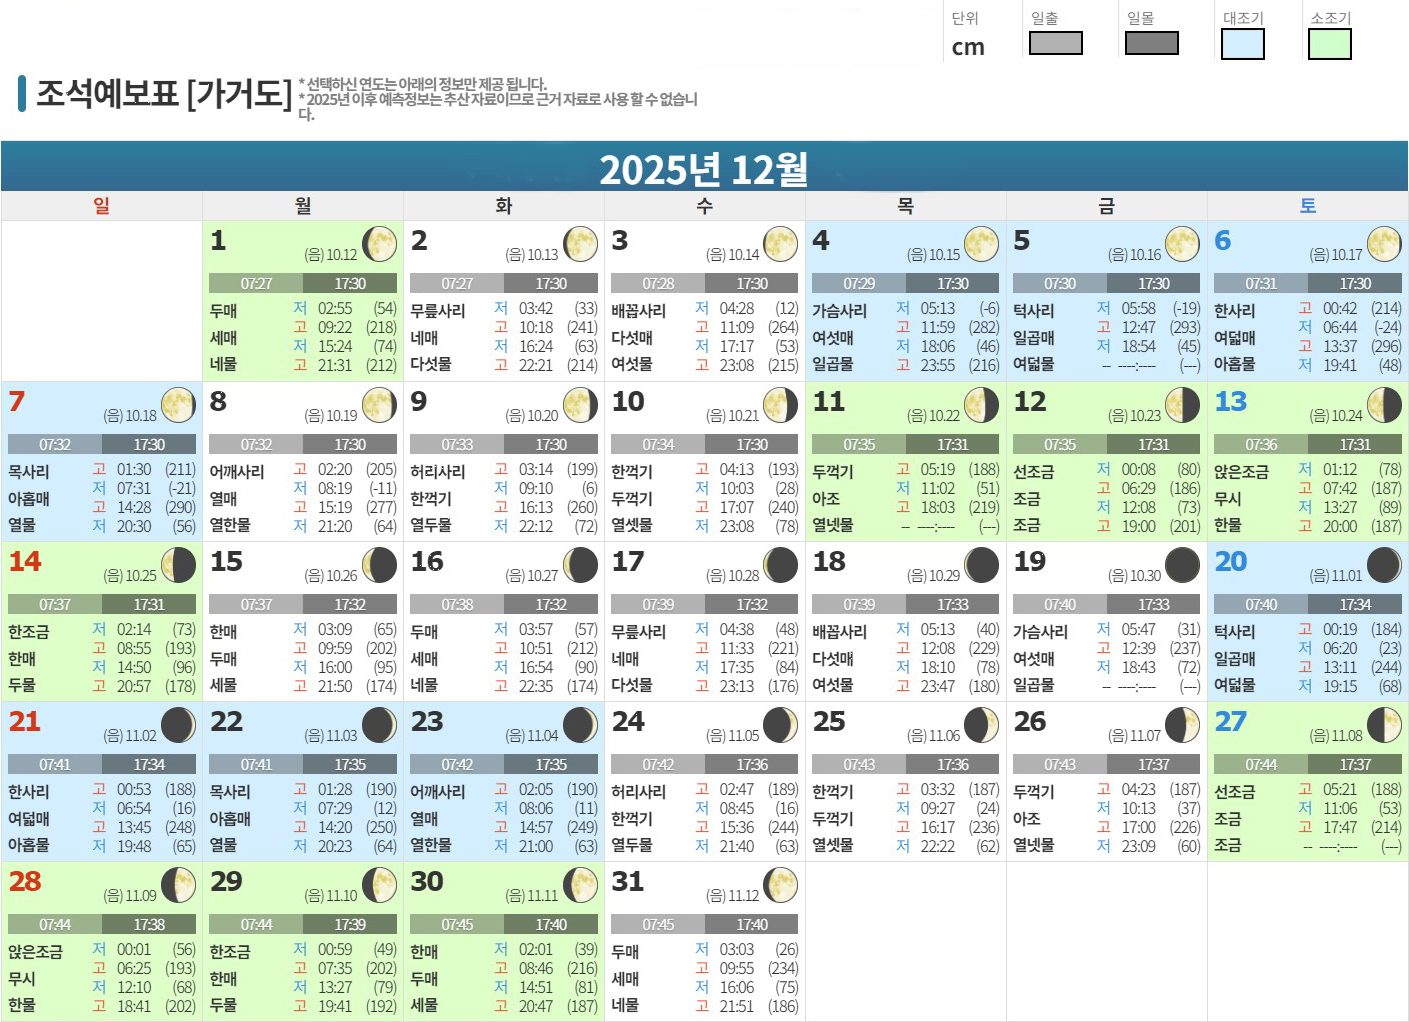 단위 일출 일몰 대조기 소조기
cm
조석예보표 [가거도]
* 선택하신 연도는 아래의 정보만 제공 됩니다.
* 2025년 이후 예측정보는 추산 자료이므로 근거 자료로 사용 할 수 없습니
다.
2025년 12월
일 월 화 수 목 금 토
1 (음) 10.12
07:27 17:30
두매 세매 네물
저 02:55 (54)
고 09:22 (218)
저 15:24 (74)
고 21:31 (212)
2 (음) 10.13
07:27 17:30
무릎사리 네매 다섯물
저 03:42 (33)
고 10:18 (241)
저 16:24 (63)
고 22:21 (214)
3 (음) 10.14
07:28 17:30
배꼽사리 다섯매 여섯물
저 04:28 (12)
고 11:09 (264)
저 17:17 (53)
고 23:08 (215)
4 (음) 10.15
07:29 17:30
가슴사리 여섯매 일곱물
저 05:13 (-6)
고 11:59 (282)
저 18:06 (46)
고 23:55 (216)
5 (음) 10.16
07:30 17:30
턱사리 일곱매 여덟물
저 05:58 (-19)
고 12:47 (293)
저 18:54 (45)
-- ----:---- (---)
6 (음) 10.17
07:31 17:30
한사리 여덟매 아홉물
고 00:42 (214)
저 06:44 (-24)
고 13:37 (296)
저 19:41 (48)
7 (음) 10.18
07:32 17:30
목사리 아홉매 열물
고 01:30 (211)
저 07:31 (-21)
고 14:28 (290)
저 20:30 (56)
8 (음) 10.19
07:32 17:30
어깨사리 열매 열한물
고 02:20 (205)
저 08:19 (-11)
고 15:19 (277)
저 21:20 (64)
9 (음) 10.20
07:33 17:30
허리사리 한꺽기 열두물
고 03:14 (199)
저 09:10 (6)
고 16:13 (260)
저 22:12 (72)
10 (음) 10.21
07:34 17:30
한꺽기 두꺽기 열셋물
고 04:13 (193)
저 10:03 (28)
고 17:07 (240)
저 23:08 (78)
11 (음) 10.22
07:35 17:31
두꺽기 아조 열넷물
고 05:19 (188)
저 11:02 (51)
고 18:03 (219)
-- ----:---- (---)
12 (음) 10.23
07:35 17:31
선조금 조금 조금
저 00:08 (80)
고 06:29 (186)
저 12:08 (73)
고 19:00 (201)
13 (음) 10.24
07:36 17:31
앉은조금 무시 한물
저 01:12 (78)
고 07:42 (187)
저 13:27 (89)
고 20:00 (187)
14 (음) 10.25
07:37 17:31
한조금 한매 두물
저 02:14 (73)
고 08:55 (193)
저 14:50 (96)
고 20:57 (178)
15 (음) 10.26
07:37 17:32
한매 두매 세물
저 03:09 (65)
고 09:59 (202)
저 16:00 (95)
고 21:50 (174)
16 (음) 10.27
07:38 17:32
두매 세매 네물
저 03:57 (57)
고 10:51 (212)
저 16:54 (90)
고 22:35 (174)
17 (음) 10.28
07:39 17:32
무릎사리 네매 다섯물
저 04:38 (48)
고 11:33 (221)
저 17:35 (84)
고 23:13 (176)
18 (음) 10.29
07:39 17:33
배꼽사리 다섯매 여섯물
저 05:13 (40)
고 12:08 (229)
저 18:10 (78)
고 23:47 (180)
19 (음) 10.30
07:40 17:33
가슴사리 여섯매 일곱물
저 05:47 (31)
고 12:39 (237)
저 18:43 (72)
-- ----:---- (---)
20 (음) 11.01
07:40 17:34
턱사리 일곱매 여덟물
고 00:19 (184)
저 06:20 (23)
고 13:11 (244)
저 19:15 (68)
21 (음) 11.02
07:41 17:34
한사리 여덟매 아홉물
고 00:53 (188)
저 06:54 (16)
고 13:45 (248)
저 19:48 (65)
22 (음) 11.03
07:41 17:35
목사리 아홉매 열물
고 01:28 (190)
저 07:29 (12)
고 14:20 (250)
저 20:23 (64)
23 (음) 11.04
07:42 17:35
어깨사리 열매 열한물
고 02:05 (190)
저 08:06 (11)
고 14:57 (249)
저 21:00 (63)
24 (음) 11.05
07:42 17:36
허리사리 한꺽기 열두물
고 02:47 (189)
저 08:45 (16)
고 15:36 (244)
저 21:40 (63)
25 (음) 11.06
07:43 17:36
한꺽기 두꺽기 열셋물
고 03:32 (187)
저 09:27 (24)
고 16:17 (236)
저 22:22 (62)
26 (음) 11.07
07:43 17:37
두꺽기 아조 열넷물
고 04:23 (187)
저 10:13 (37)
고 17:00 (226)
저 23:09 (60)
27 (음) 11.08
07:44 17:37
선조금 조금 조금
고 05:21 (188)
저 11:06 (53)
고 17:47 (214)
-- ----:---- (---)
28 (음) 11.09
07:44 17:38
앉은조금 무시 한물
저 00:01 (56)
고 06:25 (193)
저 12:10 (68)
고 18:41 (202)
29 (음) 11.10
07:44 17:39
한조금 한매 두물
저 00:59 (49)
고 07:35 (202)
저 13:27 (79)
고 19:41 (192)
30 (음) 11.11
07:45 17:40
한매 두매 세물
저 02:01 (39)
고 08:46 (216)
저 14:51 (81)
고 20:47 (187)
31 (음) 11.12
07:45 17:40
두매 세매 네물
저 03:03 (26)
고 09:55 (234)
저 16:06 (75)
고 21:51 (186)